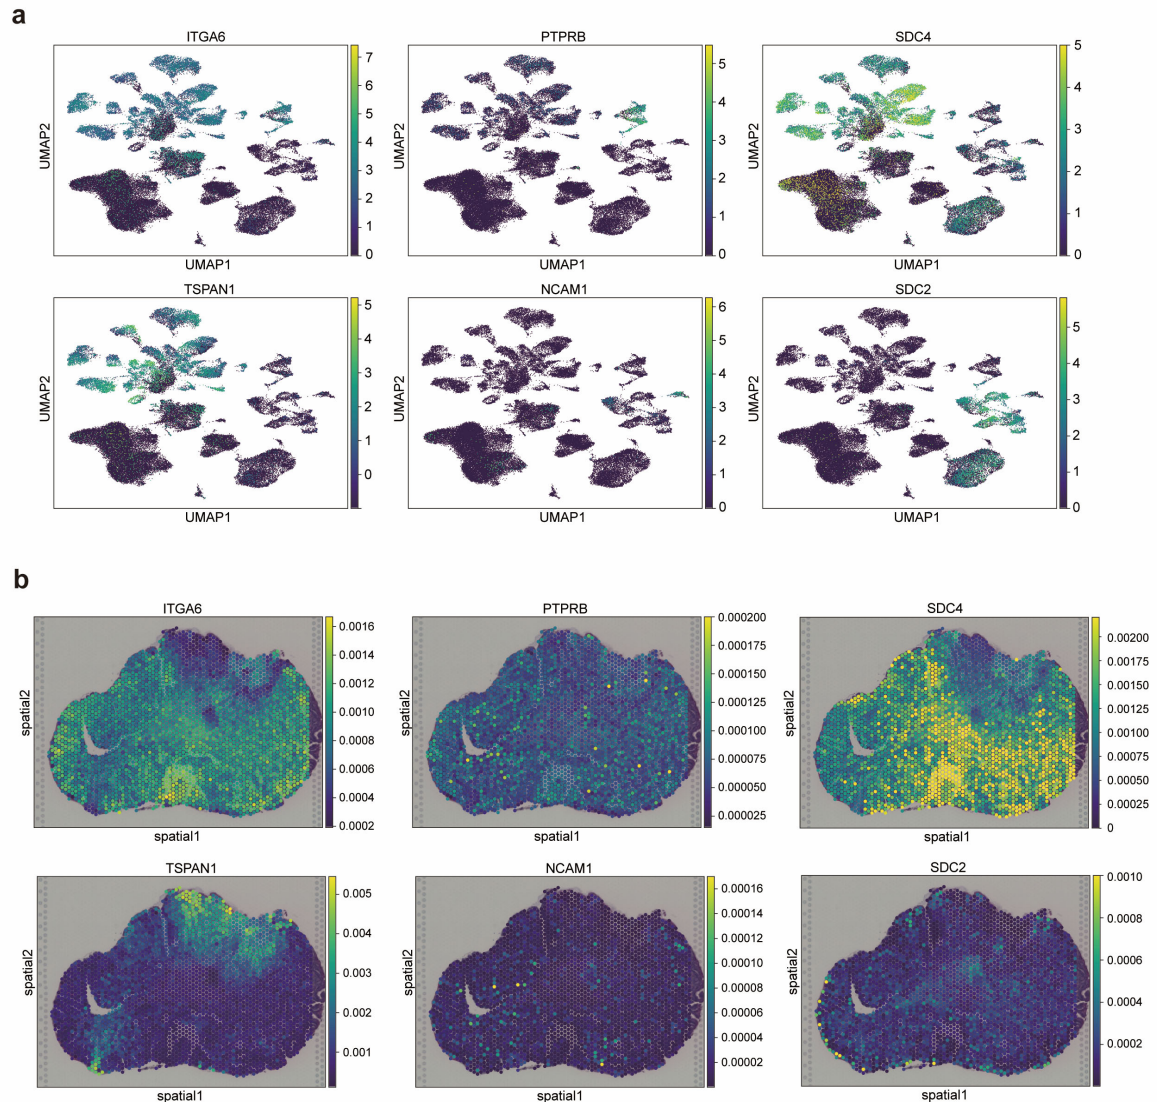 a
ITGA6
PTPRB
SDC4
7
6
5
4
3
2
1
0
5
4
3
2
1
0
5
4
3
2
1
0
UMAP2
UMAP2
UMAP2
UMAP1
UMAP1
UMAP1
TSPAN1
NCAM1
SDC2
5
4
3
2
1
0
6
5
4
3
2
1
0
5
4
3
2
1
0
UMAP2
UMAP2
UMAP2
UMAP1
UMAP1
UMAP1
b
ITGA6
PTPRB
SDC4
0.0016
0.0014
0.0012
0.0010
0.0008
0.0006
0.0004
0.0002
0.000200
0.000175
0.000150
0.000125
0.000100
0.000075
0.000050
0.000025
0.00200
0.00175
0.00150
0.00125
0.00100
0.00075
0.00050
0.00025
0
spatial2
spatial2
spatial2
spatial1
spatial1
spatial1
TSPAN1
NCAM1
SDC2
0.005
0.004
0.003
0.002
0.001
0.00016
0.00014
0.00012
0.00010
0.00008
0.00006
0.00004
0.00002
0.0010
0.0008
0.0006
0.0004
0.0002
spatial2
spatial2
spatial2
spatial1
spatial1
spatial1